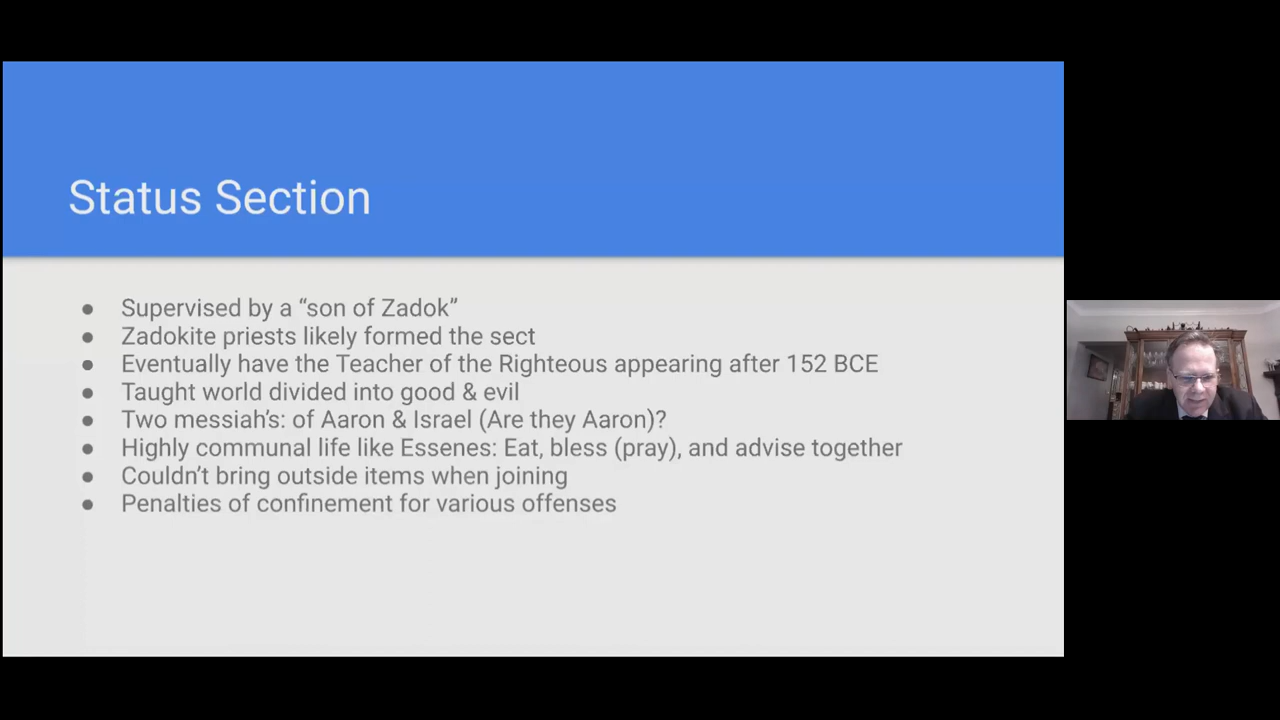 Status Section
● Supervised by a “son of Zadok”
● Zadokite priests likely formed the sect
● Eventually have the Teacher of the Righteous appearing after 152 BCE
● Taught world divided into good & evil
● Two messiah’s: of Aaron & Israel (Are they Aaron)?
● Highly communal life like Essenes: Eat, bless (pray), and advise together
● Couldn’t bring outside items when joining
● Penalties of confinement for various offenses